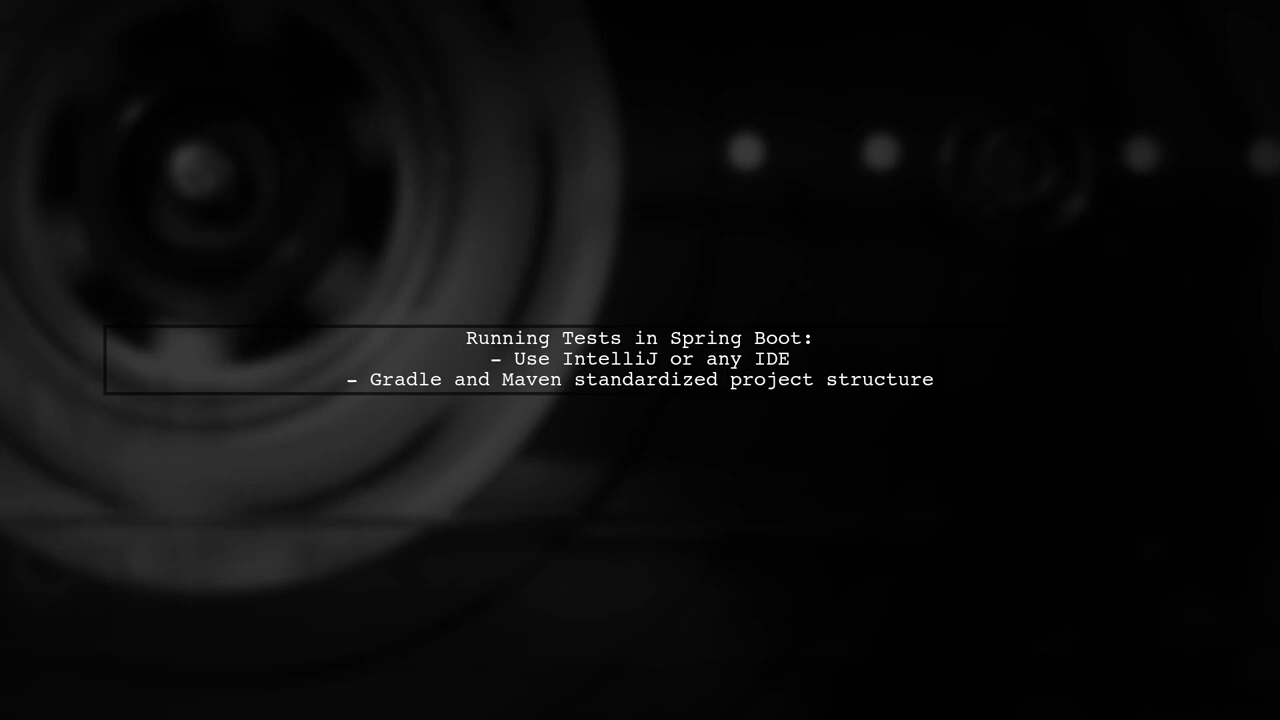 Running Tests in Spring Boot:
- Use IntelliJ or any IDE
- Gradle and Maven standardized project structure